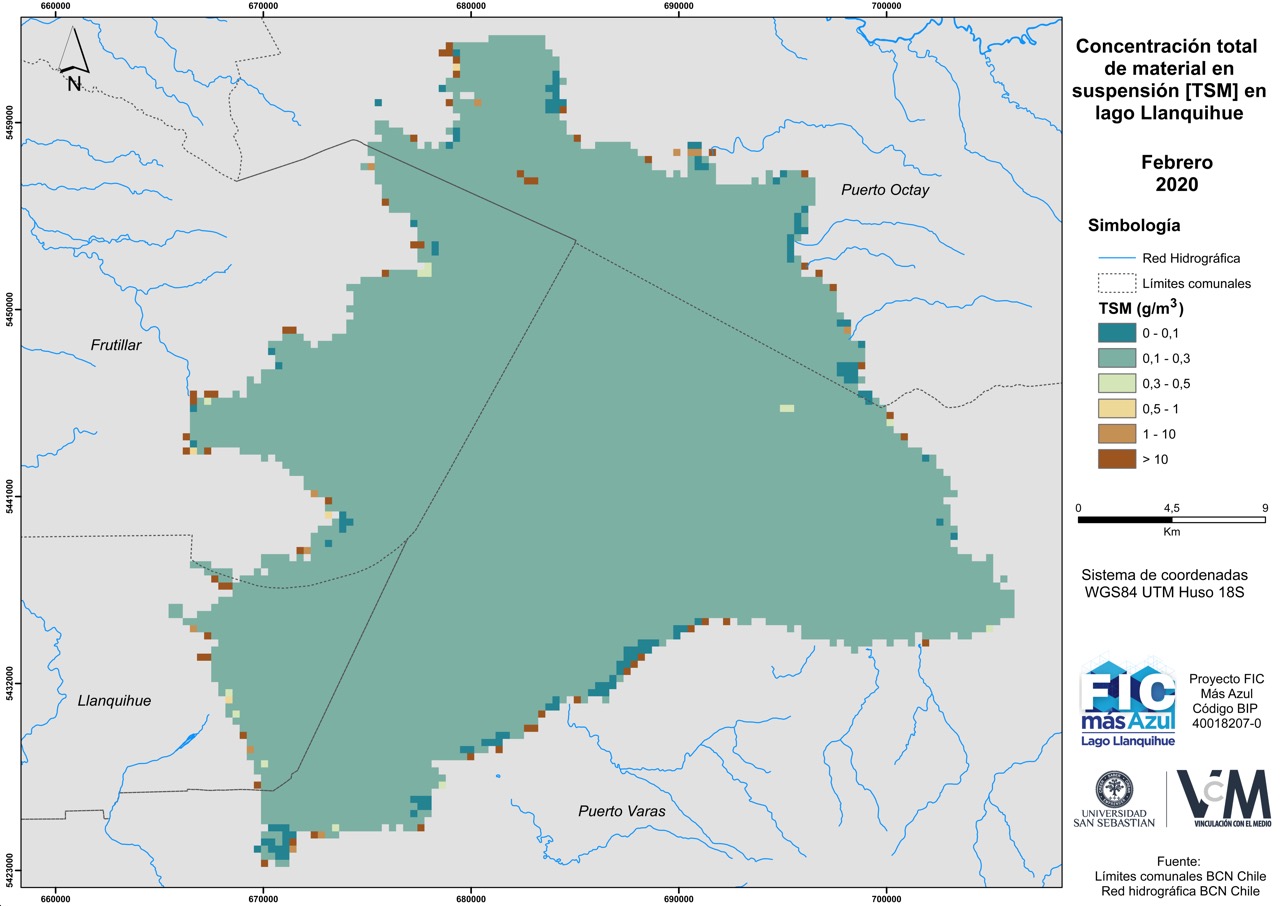 660000
670000
680000
690000
700000
N
5459000
5450000
5441000
5432000
5423000
Puerto Octay
Frutillar
Llanquihue
Puerto Varas
660000
670000
680000
690000
700000
Concentración total
de material en
suspensión [TSM] en
lago Llanquihue
Febrero
2020
Simbología
Red Hidrográfica
Límites comunales
TSM (g/m³)
0 - 0,1
0,1 - 0,3
0,3 - 0,5
0,5 - 1
1 - 10
> 10
0 4,5 9
Km
Sistema de coordenadas
WGS84 UTM Huso 18S
FIC
más Azul
Lago Llanquihue
Proyecto FIC
Más Azul
Código BIP
40018207-0
UNIVERSIDAD
SAN SEBASTIAN
VcM
VINCULACIÓN CON EL MEDIO
Fuente:
Límites comunales BCN Chile
Red hidrográfica BCN Chile